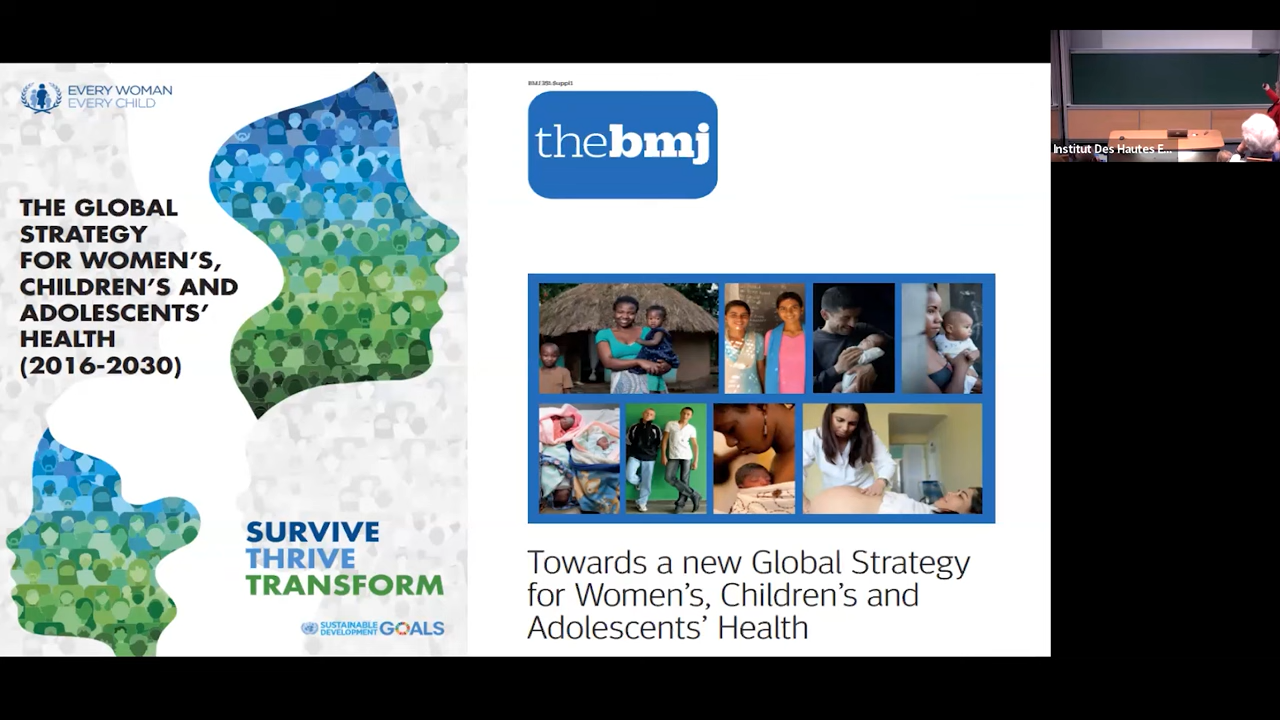 EVERY WOMAN
EVERY CHILD
THE GLOBAL
STRATEGY
FOR WOMEN'S,
CHILDREN'S AND
ADOLESCENTS'
HEALTH
(2016-2030)
SURVIVE
THRIVE
TRANSFORM
SUSTAINABLE
DEVELOPMENT
GOALS
thebmj
Towards a new Global Strategy
for Women's, Children's and
Adolescents' Health
Institut Des Hautes E...